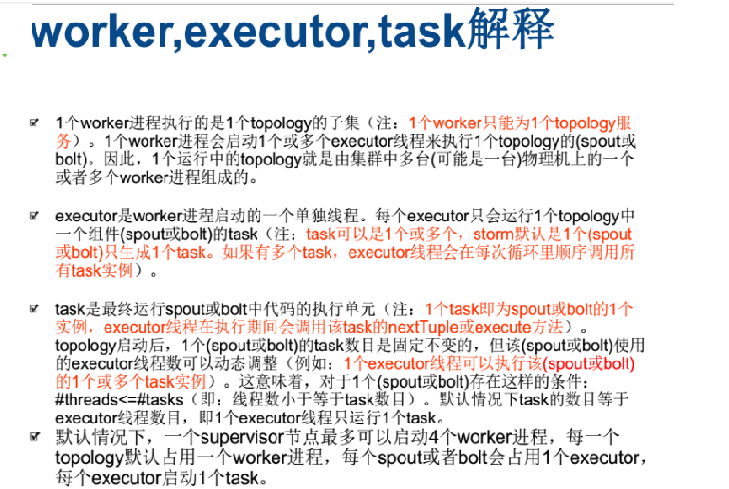 worker,executor,task解释
1个worker进程执行的是1个topology的子集（注：1个worker只能为1个topology服
务）。1个worker进程会启动1个或多个executor线程来执行1个topology的(spout或
bolt)。因此，1个运行中的topology就是由集群中多台(可能是一台)物理机上的一个
或者多个worker进程组成的。
executor是worker进程启动的一个单独线程。每个executor只会运行1个topology中
一个组件(spout或bolt)的task（注：task可以是1个或多个，storm默认是1个(spout
或bolt)只生成1个task。如果有多个task，executor线程会在每次循环里顺序调用所
有task实例）。
task是最终运行spout或bolt中代码的执行单元（注：1个task即为spout或bolt的1个
实例，executor线程在执行期间会调用该task的nextTuple或execute方法）。
topology启动后，1个(spout或bolt)的task数目是固定不变的，但该(spout或bolt)使用
的executor线程数可以动态调整（例如：1个executor线程可以执行该(spout或bolt)
的1个或多个task实例）。这意味着，对于1个(spout或bolt)存在这样的条件：
#threads<=#tasks（即：线程数小于等于task数目）。默认情况下task的数目等于
executor线程数目，即1个executor线程只运行1个task。
默认情况下，一个supervisor节点最多可以启动4个worker进程，每一个
topology默认占用一个worker进程，每个spout或者bolt会占用1个executor，
每个executor启动1个task。